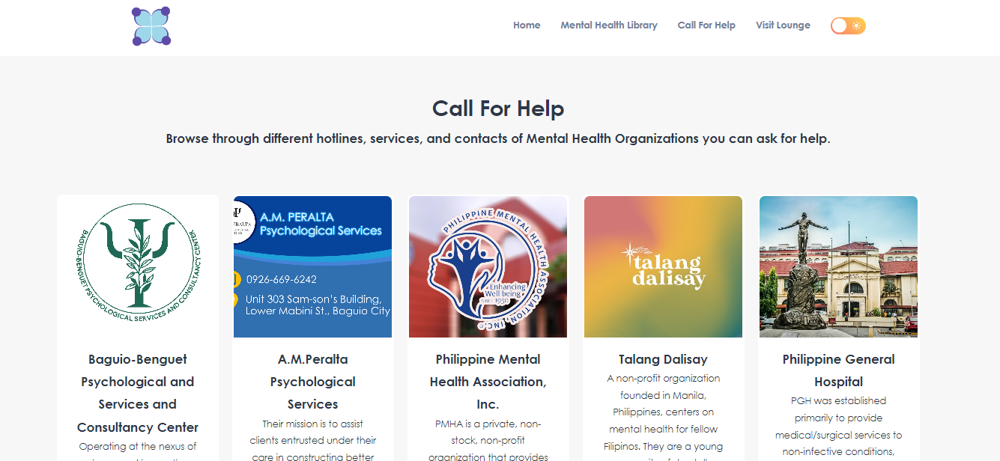 Home
Mental Health Library
Call For Help
Visit Lounge
Call For Help
Browse through different hotlines, services, and contacts of Mental Health Organizations you can ask for help.
BAGUIO-BENGUET PSYCHOLOGICAL SERVICES AND CONSULTANCY CENTER
Baguio-Benguet
Psychological and
Services and
Consultancy Center
Operating at the nexus of
A.M. PERALTA
Psychological Services
0926-669-6242
Unit 303 Sam-son's Building,
Lower Mabini St., Baguio City
A.M.Peralta
Psychological
Services
Their mission is to assist
clients entrusted under their
care in constructing better
PHILIPPINE MENTAL HEALTH ASSOCIATION, INC.
Enhancing
Well being
SINCE 1950
Philippine Mental
Health Association,
Inc.
PMHA is a private, non-
stock, non-profit
organization that provides
talang
dalisay
Talang Dalisay
A non-profit organization
founded in Manila,
Philippines, centers on
mental health for fellow
Filipinos. They are a young
Philippine General
Hospital
PGH was established
primarily to provide
medical/surgical services to
non-infective conditions,